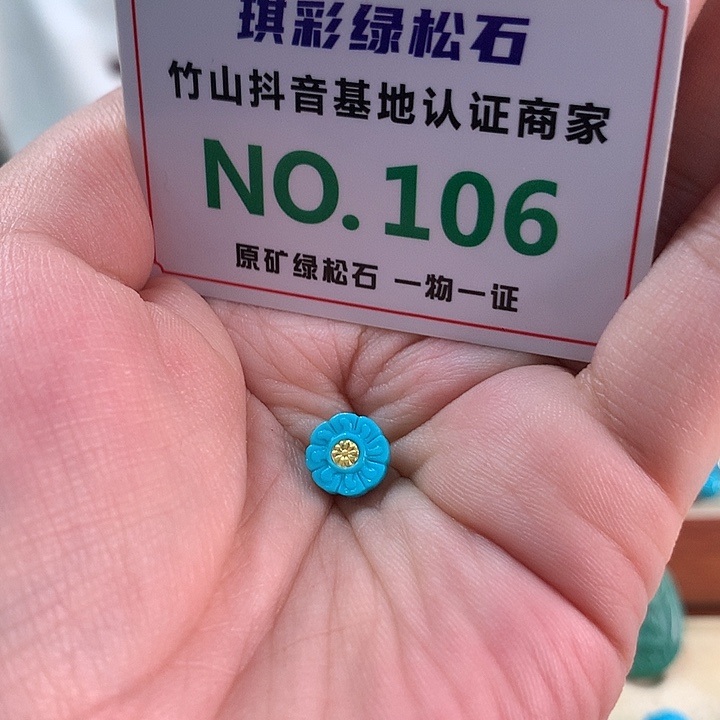 琪彩绿松石
竹山抖音基地认证商家
NO.106
原矿绿松石 一物一证